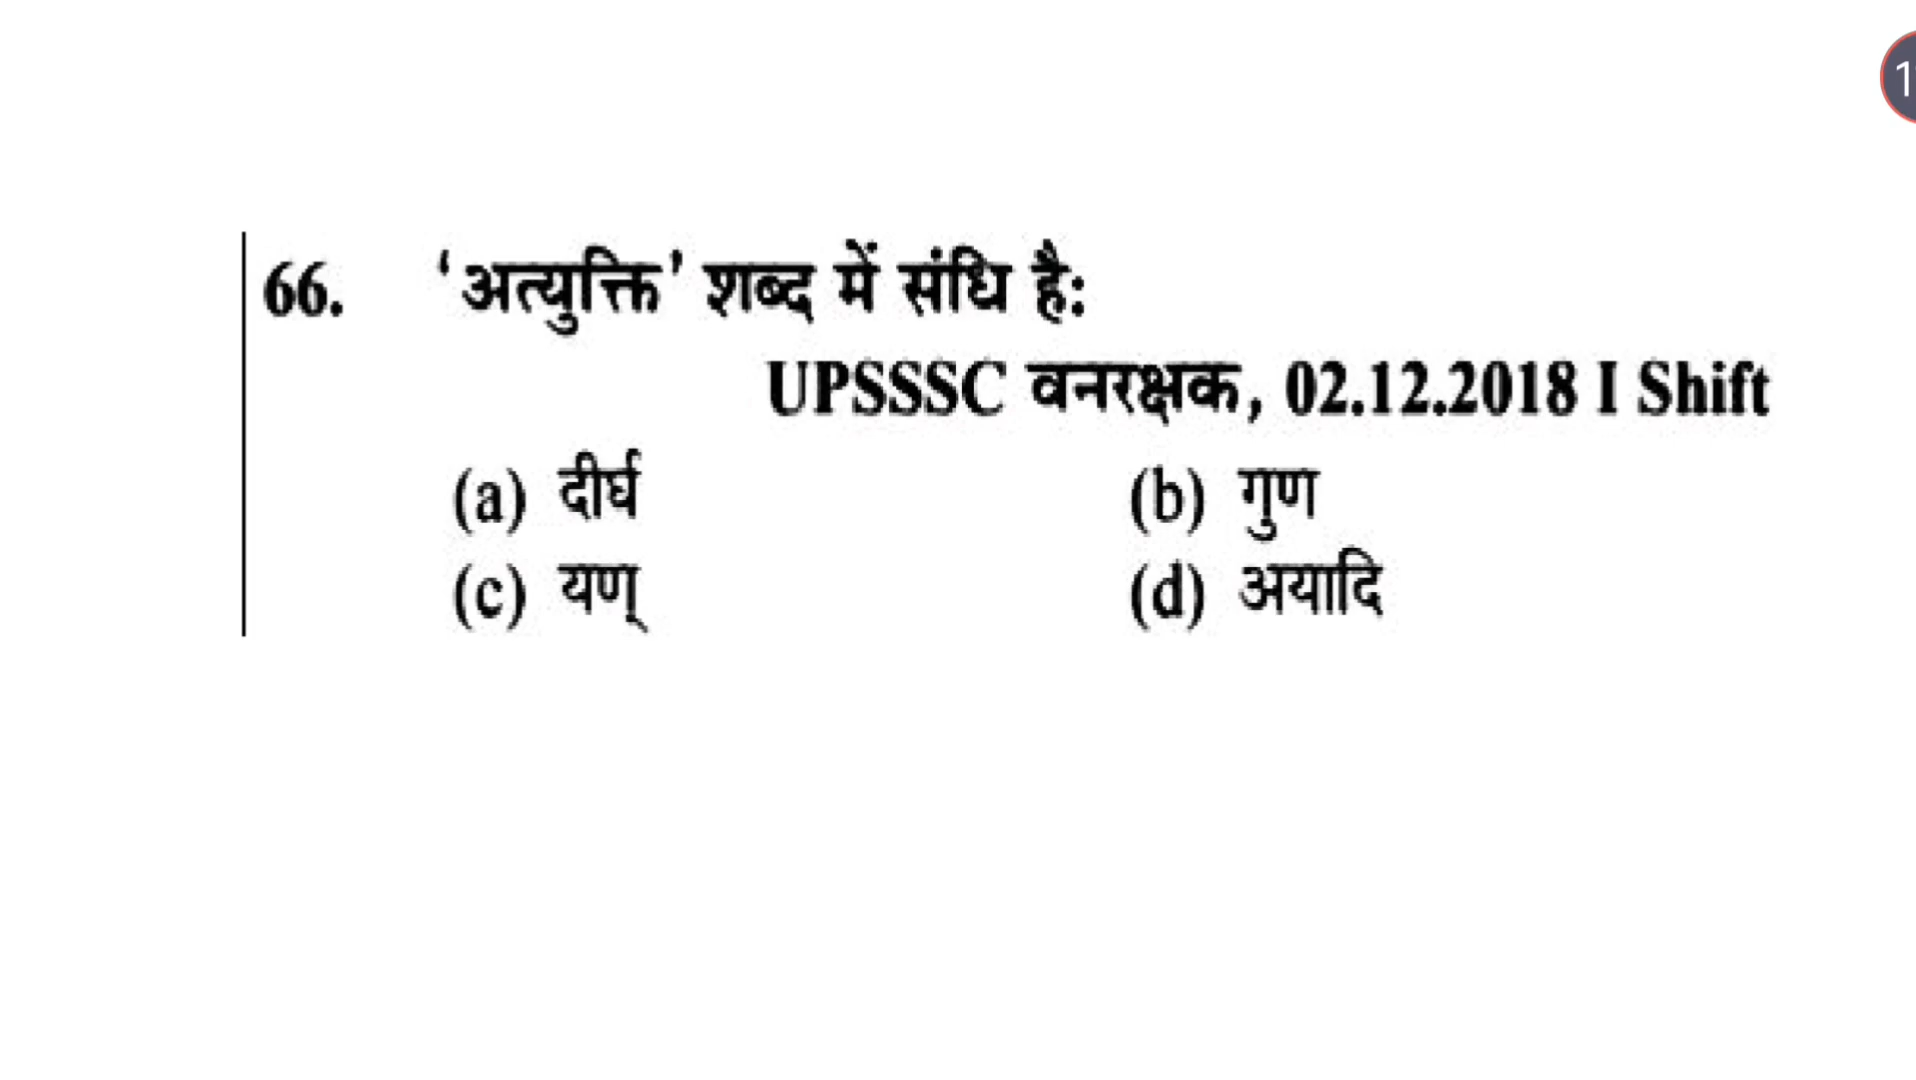 66. 'अत्युक्ति' शब्द में संधि है:
UPSSSC वनरक्षक, 02.12.2018 I Shift
(a) दीर्घ (b) गुण
(c) यण् (d) अयादि